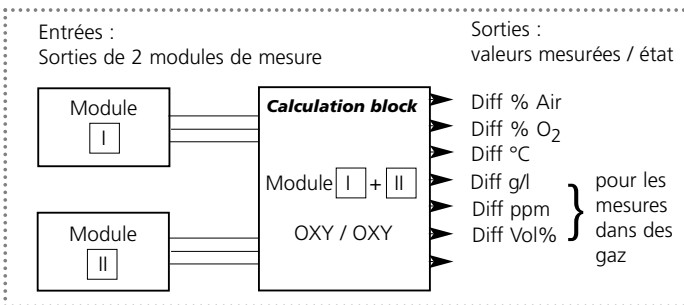 Entrées :
Sorties de 2 modules de mesure
Sorties :
valeurs mesurées / état
Module
I
Module
II
Calculation block
Module I + II
OXY / OXY
Diff % Air
Diff % O2
Diff °C
Diff g/l
Diff ppm
Diff Vol%
pour les
mesures
dans des
gaz